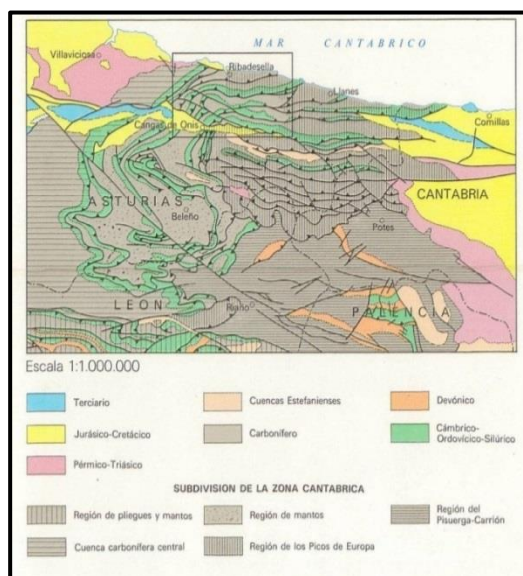 MAR CANTABRICO
Villaviciosa
Ribadesella
Llanes
Comillas
Cangas de Onis
ASTURIAS
Beleño
CANTABRIA
Potes
LEON
Riaño
PALENCIA
Escala 1:1.000.000
Terciario
Cuencas Estefanienses
Devónico
Jurásico-Cretácico
Carbonífero
Cámbrico-
Ordovícico-Silúrico
Pérmico-Triásico
SUBDIVISION DE LA ZONA CANTABRICA
Región de pliegues y mantos
Región de mantos
Región del
Pisuerga-Carrión
Cuenca carbonífera central
Región de los Picos de Europa